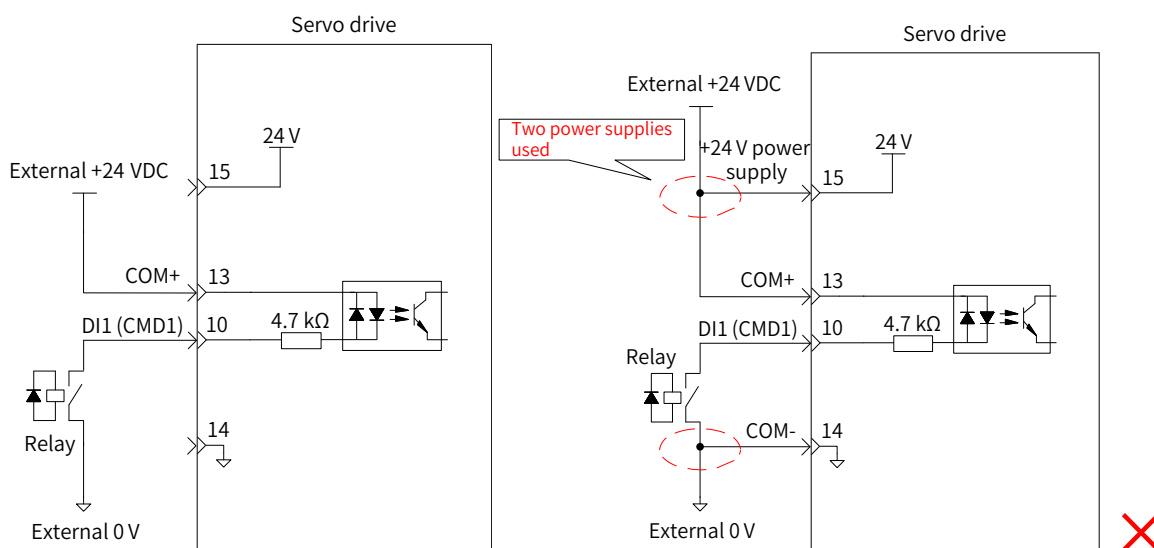 Servo drive
24 V
External +24 VDC
15
COM+
13
DI1 (CMD1)
10
4.7 kΩ
Relay
14
External 0 V
Servo drive
External +24 VDC
Two power supplies
used
+24 V power
supply
24 V
15
COM+
13
DI1 (CMD1)
10
4.7 kΩ
Relay
COM-
14
External 0 V